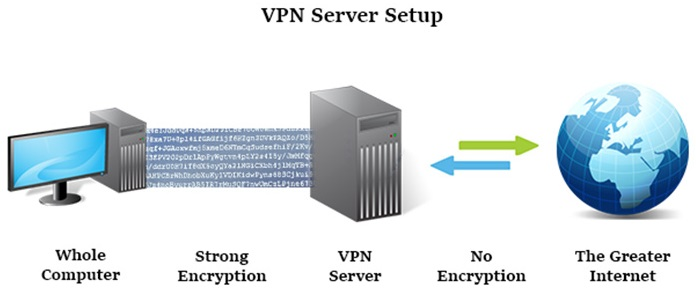 VPN Server Setup
Whole
Computer
Strong
Encryption
VPN
Server
No
Encryption
The Greater
Internet